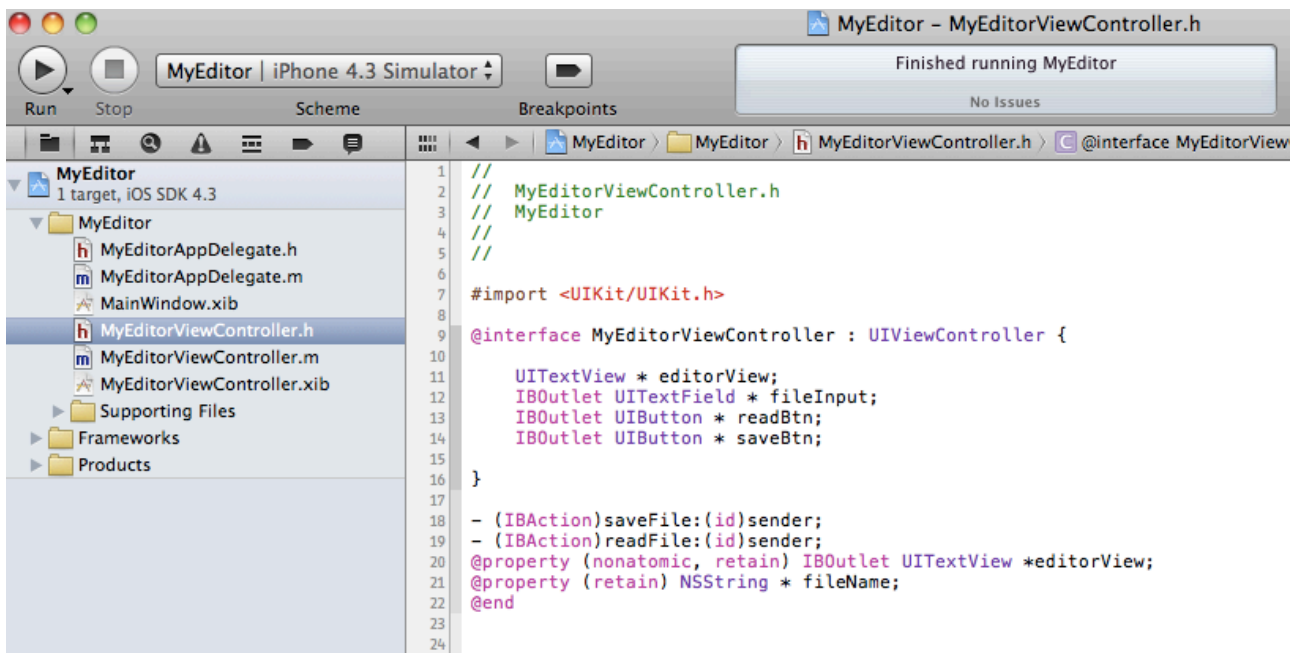 MyEditor – MyEditorViewController.h
MyEditor | iPhone 4.3 Simulator
Finished running MyEditor
No Issues
Run Stop Scheme Breakpoints
MyEditor
1 target, iOS SDK 4.3
MyEditor
h MyEditorAppDelegate.h
m MyEditorAppDelegate.m
MainWindow.xib
h MyEditorViewController.h
m MyEditorViewController.m
MyEditorViewController.xib
Supporting Files
Frameworks
Products
MyEditor 〉 MyEditor 〉 h MyEditorViewController.h 〉 C @interface MyEditorView
1 //
2 //  MyEditorViewController.h
3 //  MyEditor
4 //
5 //
6
7 #import <UIKit/UIKit.h>
8
9 @interface MyEditorViewController : UIViewController {
10
11     UITextView * editorView;
12     IBOutlet UITextField * fileInput;
13     IBOutlet UIButton * readBtn;
14     IBOutlet UIButton * saveBtn;
15
16 }
17
18 - (IBAction)saveFile:(id)sender;
19 - (IBAction)readFile:(id)sender;
20 @property (nonatomic, retain) IBOutlet UITextView *editorView;
21 @property (retain) NSString * fileName;
22 @end
23
24